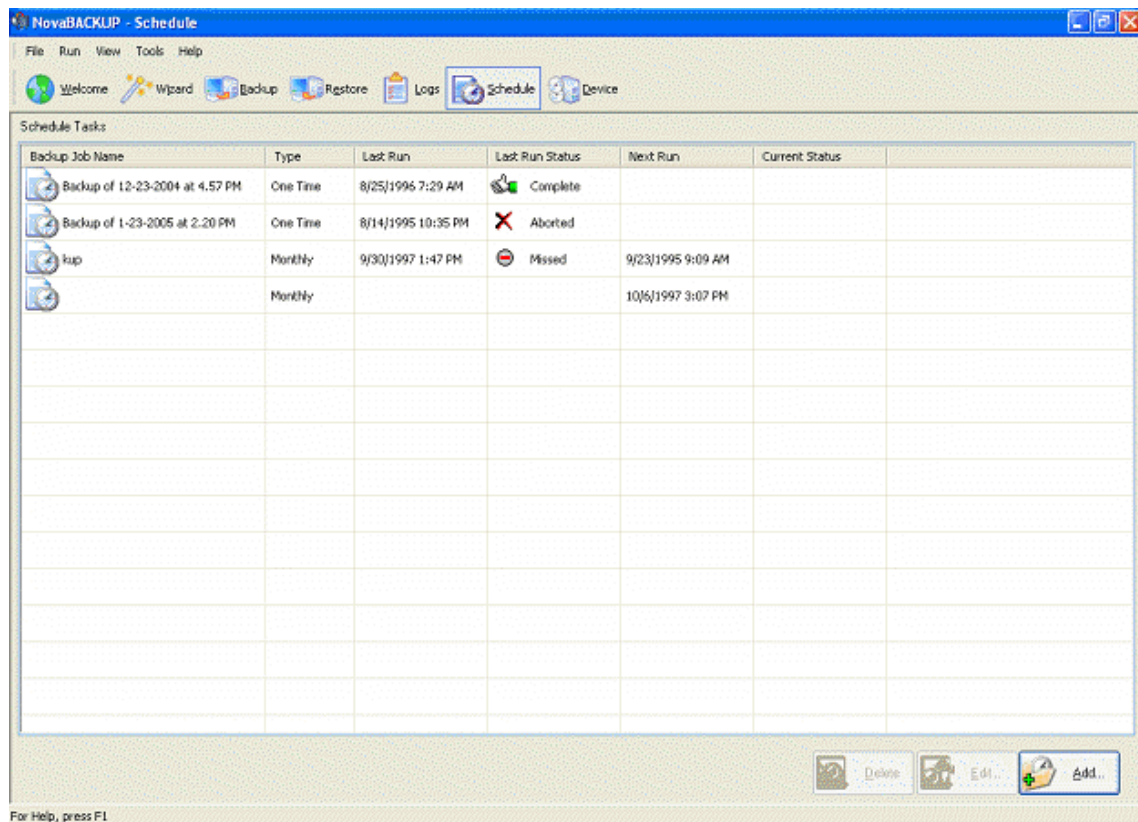 NovaBACKUP - Schedule
File Run View Tools Help
Welcome Wizard Backup Restore Logs Schedule Device
Schedule Tasks
Backup Job Name Type Last Run Last Run Status Next Run Current Status
Backup of 12-23-2004 at 4.57 PM One Time 8/25/1996 7:29 AM Complete
Backup of 1-23-2005 at 2.20 PM One Time 8/14/1995 10:35 PM Aborted
kup Monthly 9/30/1997 1:47 PM Missed 9/23/1995 9:09 AM
Monthly 10/6/1997 3:07 PM
Delete Edit... Add...
For Help, press F1